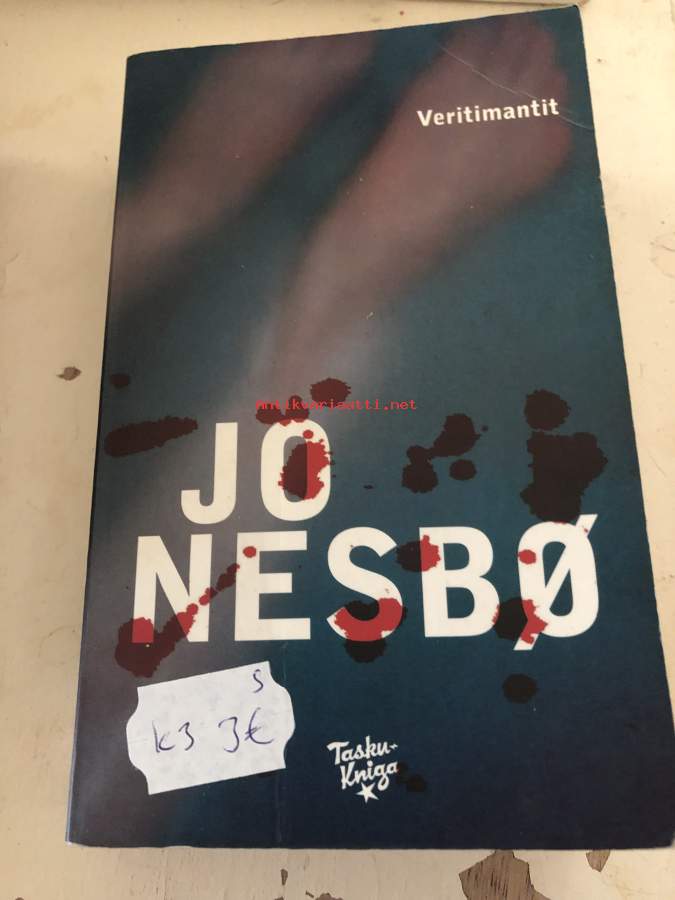 Veritimantit
Antikvariaatti.net
JO
NESBØ
s
K3 3€
Tasku-
Kniga